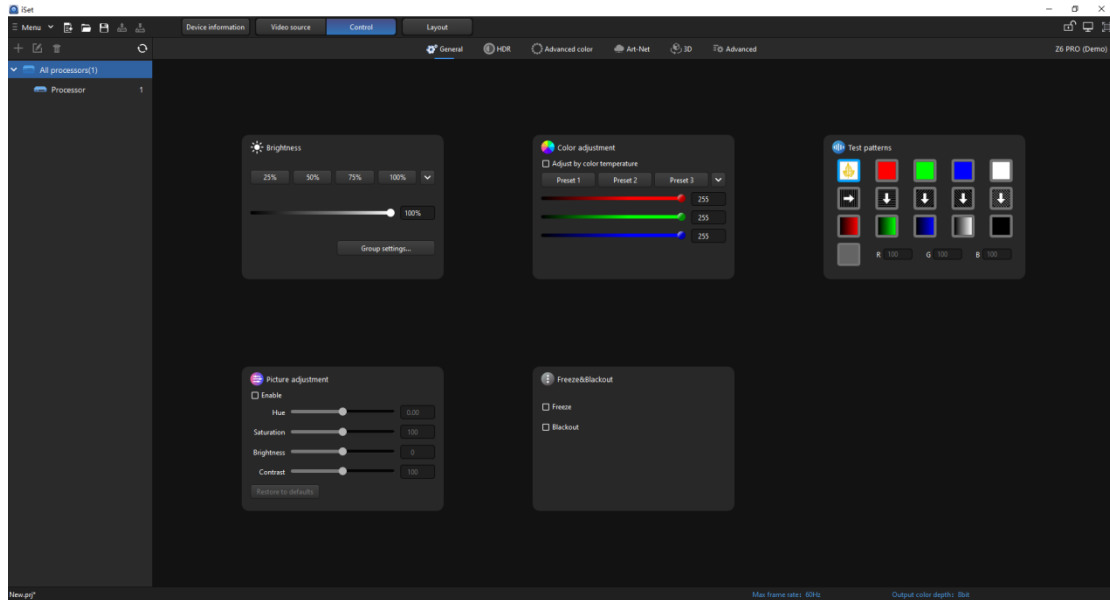 iSet
Menu
Device information
Video source
Control
Layout
General
HDR
Advanced color
Art-Net
3D
Advanced
Z6 PRO (Demo)
All processors(1)
Processor 1
Brightness
25% 50% 75% 100%
100%
Group settings...
Color adjustment
Adjust by color temperature
Preset 1 Preset 2 Preset 3
255
255
255
Test patterns
R 100 G 100 B 100
Picture adjustment
Enable
Hue 0.00
Saturation 100
Brightness 0
Contrast 100
Restore to defaults
Freeze&Blackout
Freeze
Blackout
New.prj*
Max frame rate: 60Hz
Output color depth: 8bit